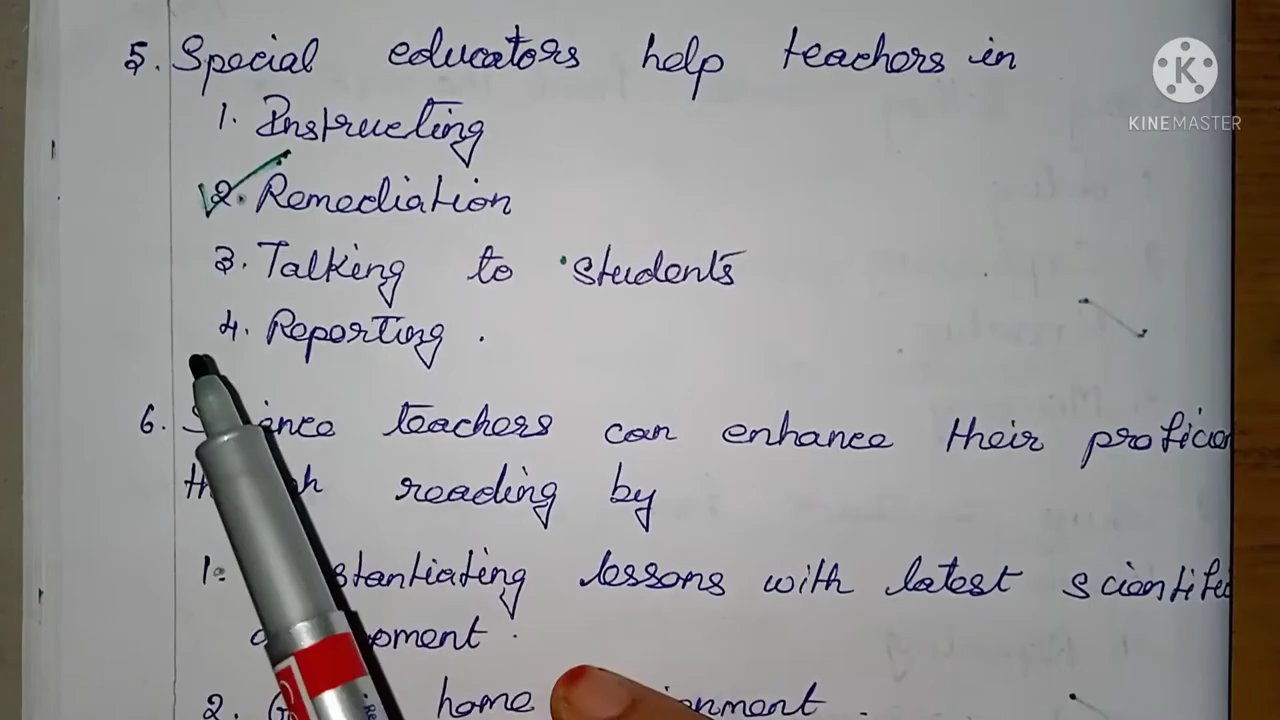 5. Special educators help teachers in
1. Instructing
2. Remediation
3. Talking to students
4. Reporting.
6. teachers can enhance their
reading by
1. lessons with latest
2. home
KINEMASTER